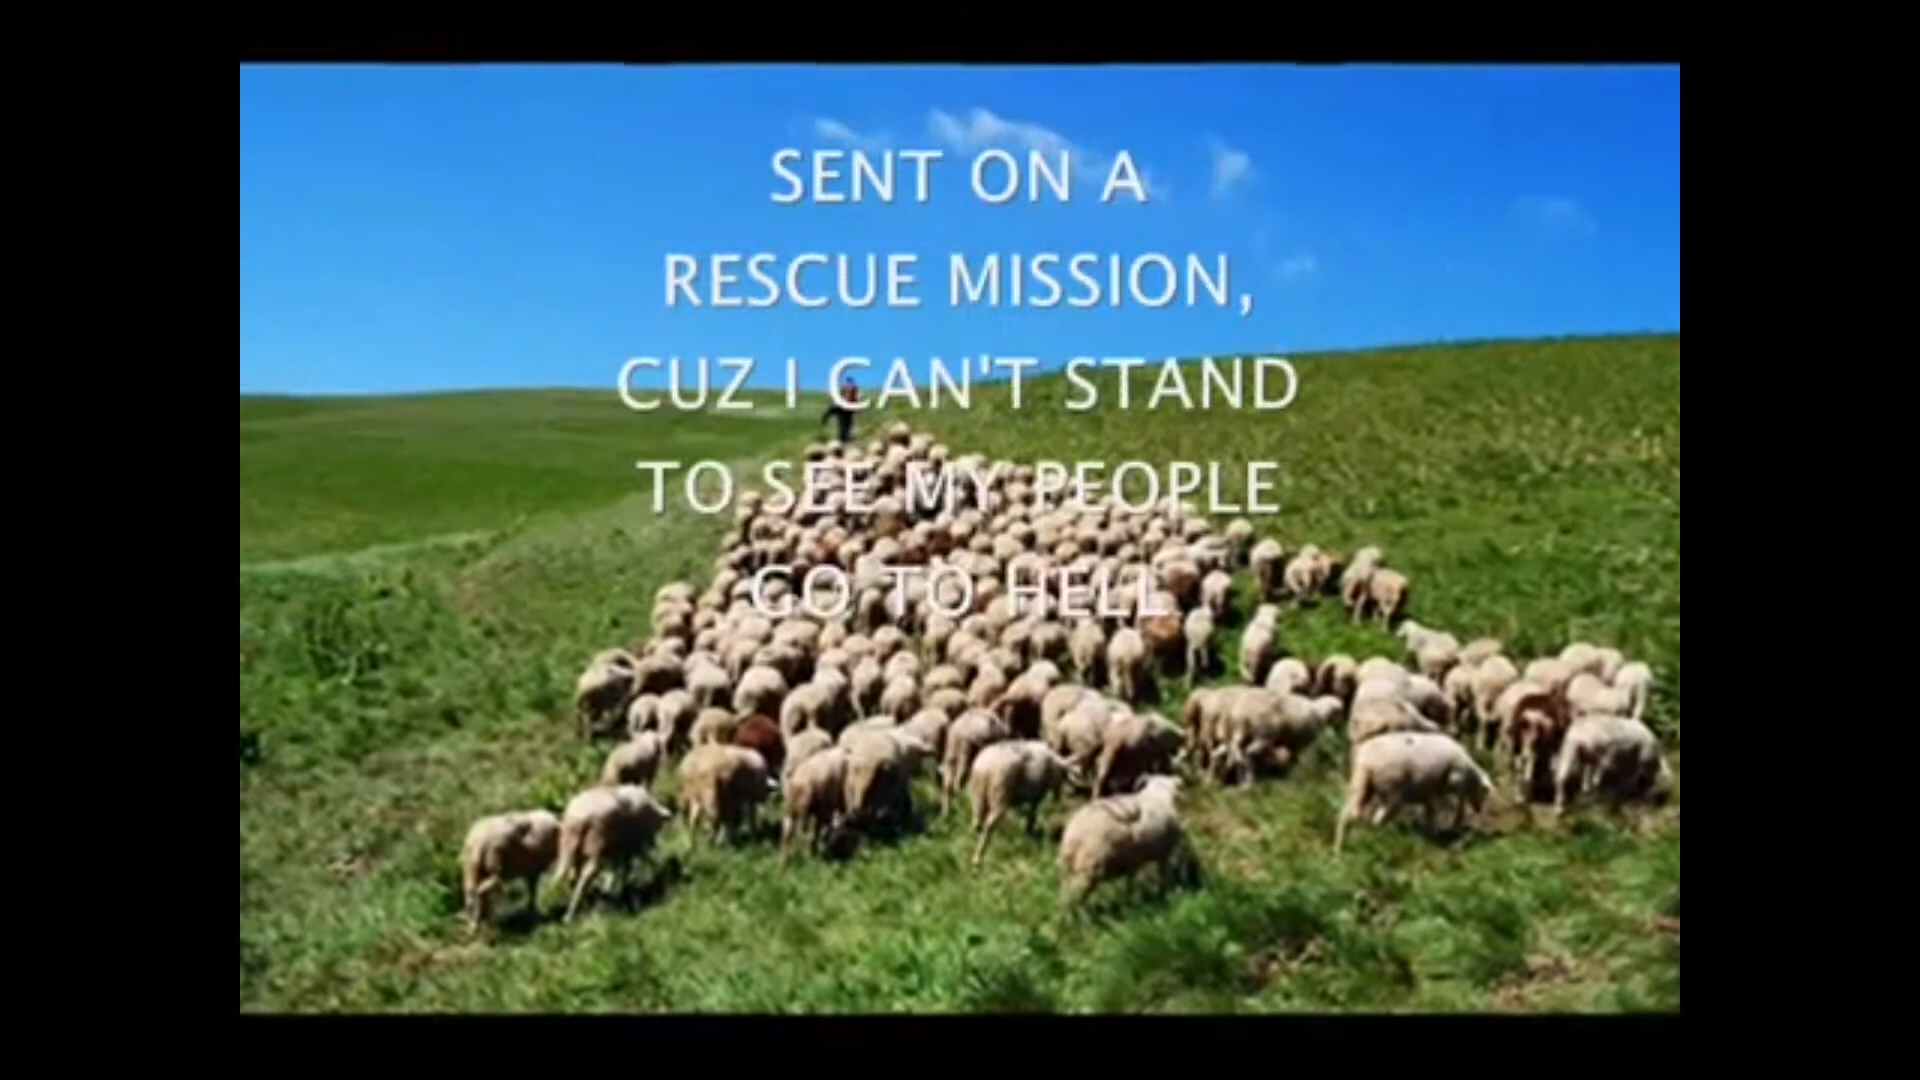 SENT ON A
RESCUE MISSION,
CUZ I CAN'T STAND
TO SEE MY PEOPLE
GO TO HELL